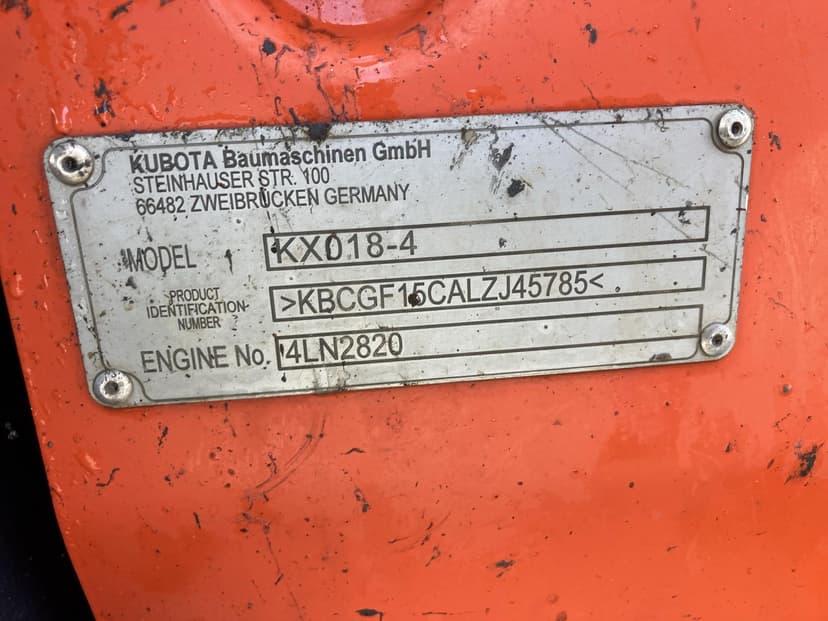 KUBOTA Baumaschinen GmbH
STEINHAUSER STR. 100
66482 ZWEIBRÜCKEN GERMANY
MODEL KX018-4
PRODUCT
IDENTIFICATION
NUMBER
>KBCGF15CALZJ45785<
ENGINE No. 4LN2820